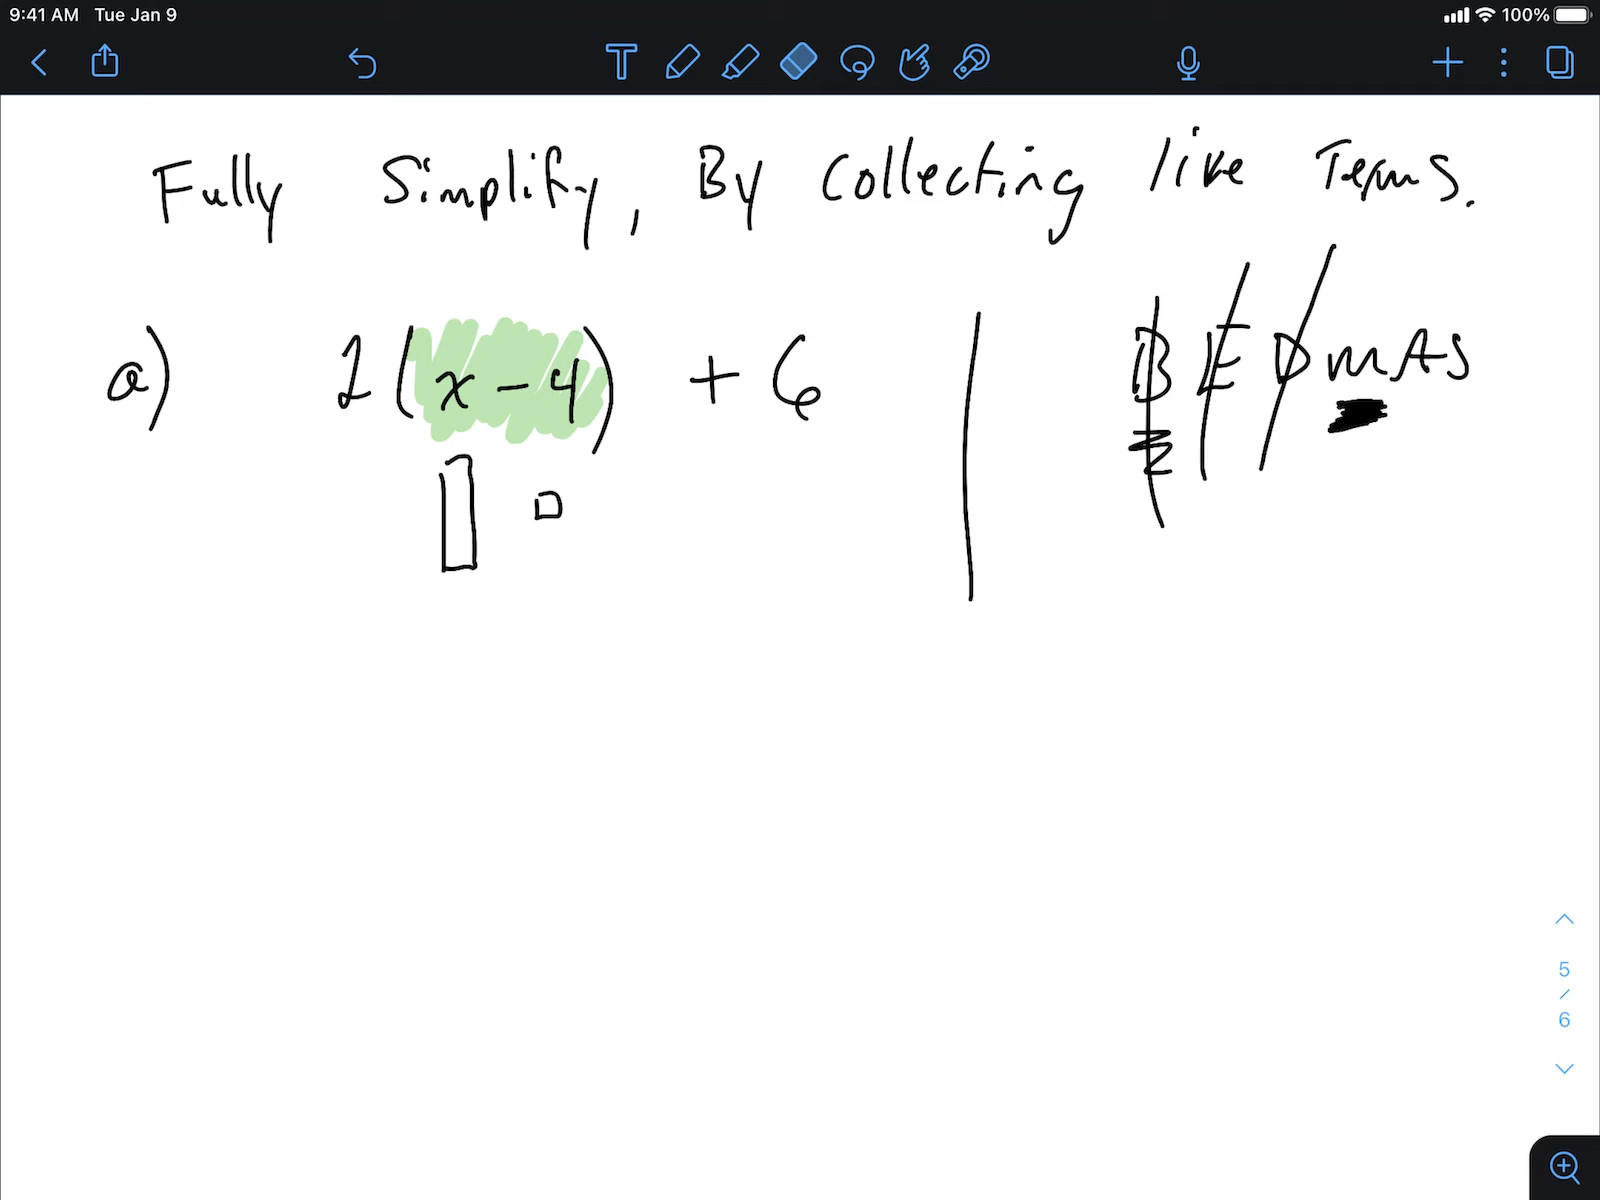 9:41 AM Tue Jan 9 100%
Fully Simplify, By Collecting like Terms.
a) 2(x-4) + 6 BEDMAS
5
/
6